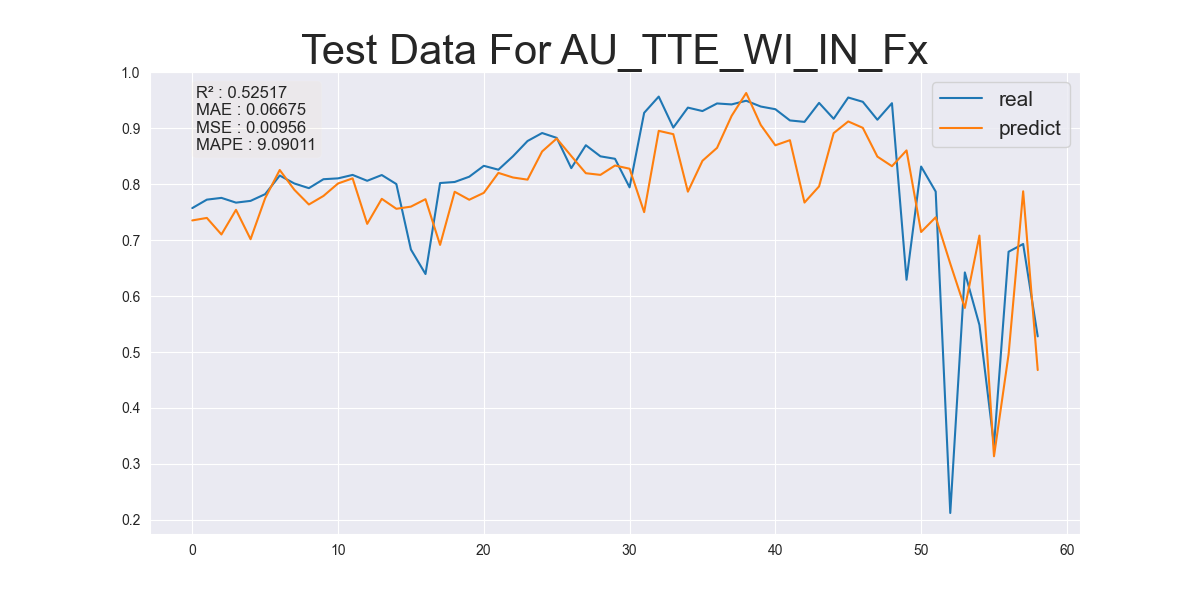 Test Data For AU_TTE_WI_IN_Fx
R² : 0.52517
MAE : 0.06675
MSE : 0.00956
MAPE : 9.09011
real
predict
1.0
0.9
0.8
0.7
0.6
0.5
0.4
0.3
0.2
0 10 20 30 40 50 60